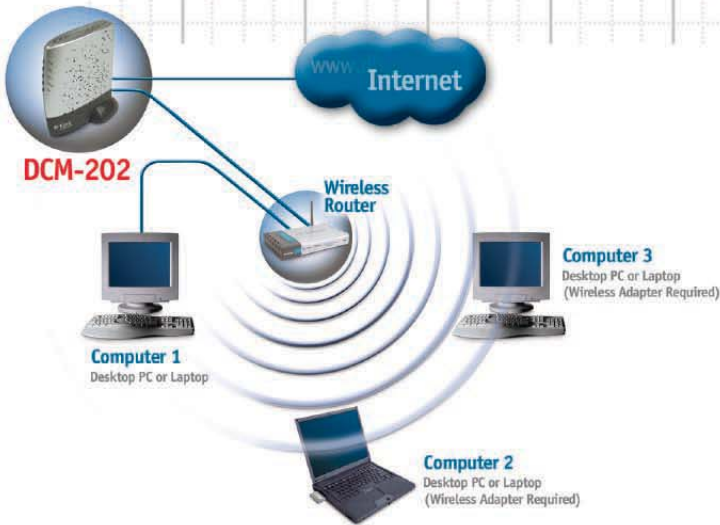 www.
Internet
DCM-202
Wireless
Router
Computer 3
Desktop PC or Laptop
(Wireless Adapter Required)
Computer 1
Desktop PC or Laptop
Computer 2
Desktop PC or Laptop
(Wireless Adapter Required)